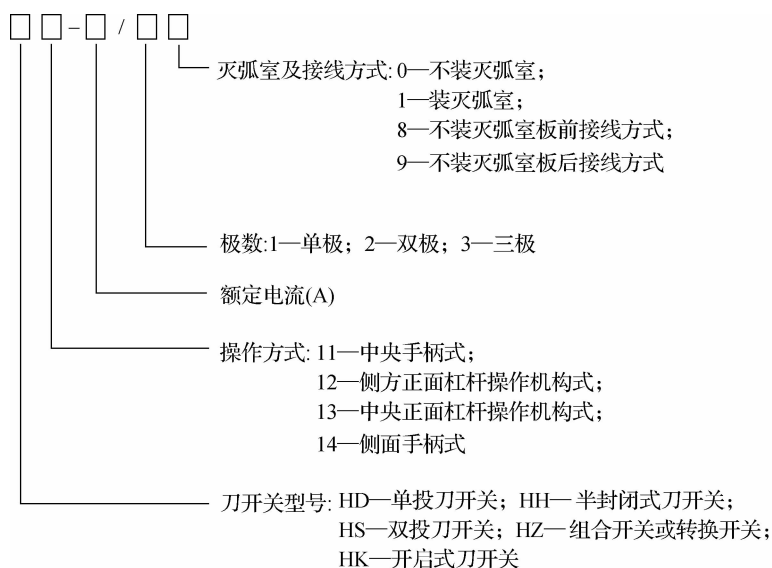 □□-□/□□
灭弧室及接线方式: 0—不装灭弧室;
1—装灭弧室;
8—不装灭弧室板前接线方式;
9—不装灭弧室板后接线方式
极数:1—单极; 2—双极; 3—三极
额定电流(A)
操作方式: 11—中央手柄式;
12—侧方正面杠杆操作机构式;
13—中央正面杠杆操作机构式;
14—侧面手柄式
刀开关型号: HD—单投刀开关; HH—半封闭式刀开关;
HS—双投刀开关; HZ—组合开关或转换开关;
HK—开启式刀开关